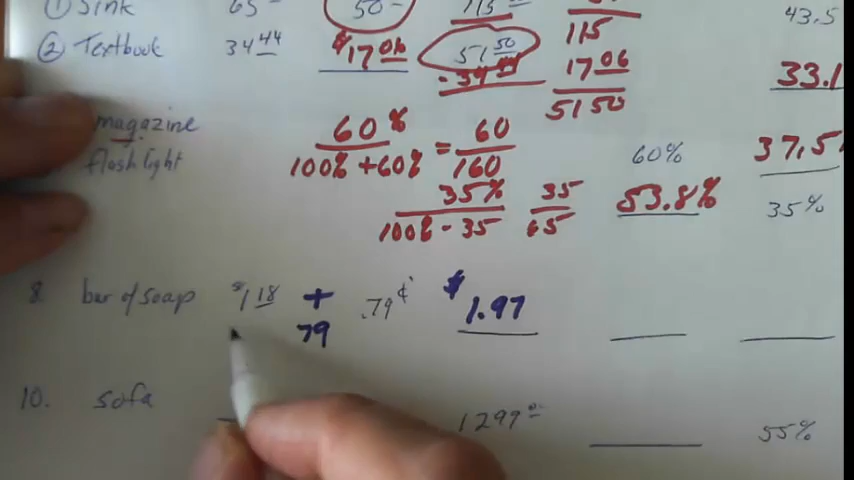 ① Sink 65- 50- 115 115 43.5
② Textbook 34 44 $17 06 51 50 17 06 33.1
- 34 44 51 50
magazine 60% / 100% + 60% = 60 / 160 60% 37.5
flashlight 35% / 100% - 35 35 / 65 53.8% 35%
8. bar of soap $1 18 + .79¢ $1.97
79
10. sofa 1299 55%